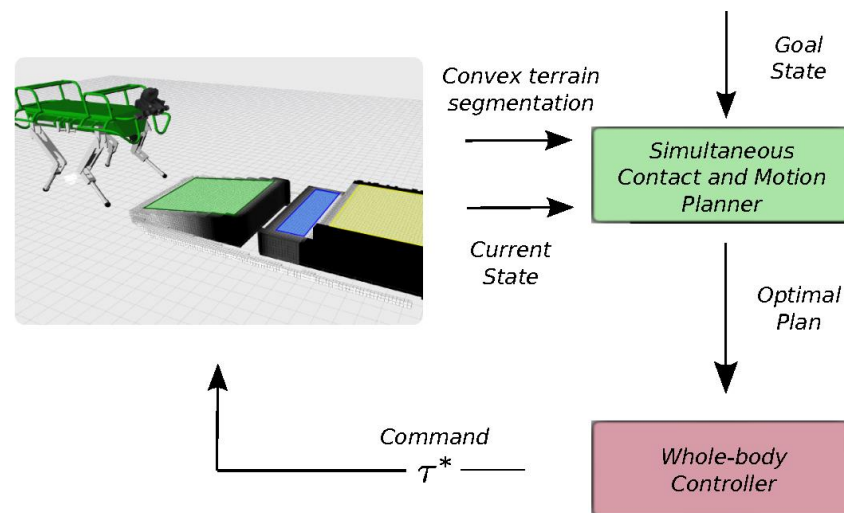 Goal
State
Convex terrain
segmentation
Simultaneous
Contact and Motion
Planner
Current
State
Optimal
Plan
Command
τ*
Whole-body
Controller